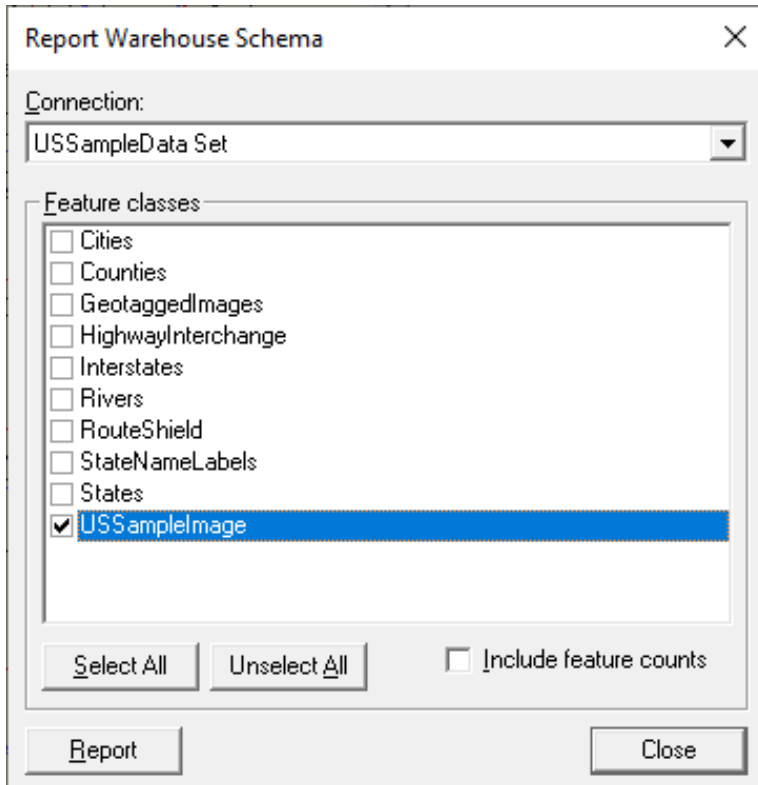 Report Warehouse Schema
Connection:
USSampleData Set
Feature classes
Cities
Counties
GeotaggedImages
HighwayInterchange
Interstates
Rivers
RouteShield
StateNameLabels
States
USSampleImage
Select All
Unselect All
Include feature counts
Report
Close